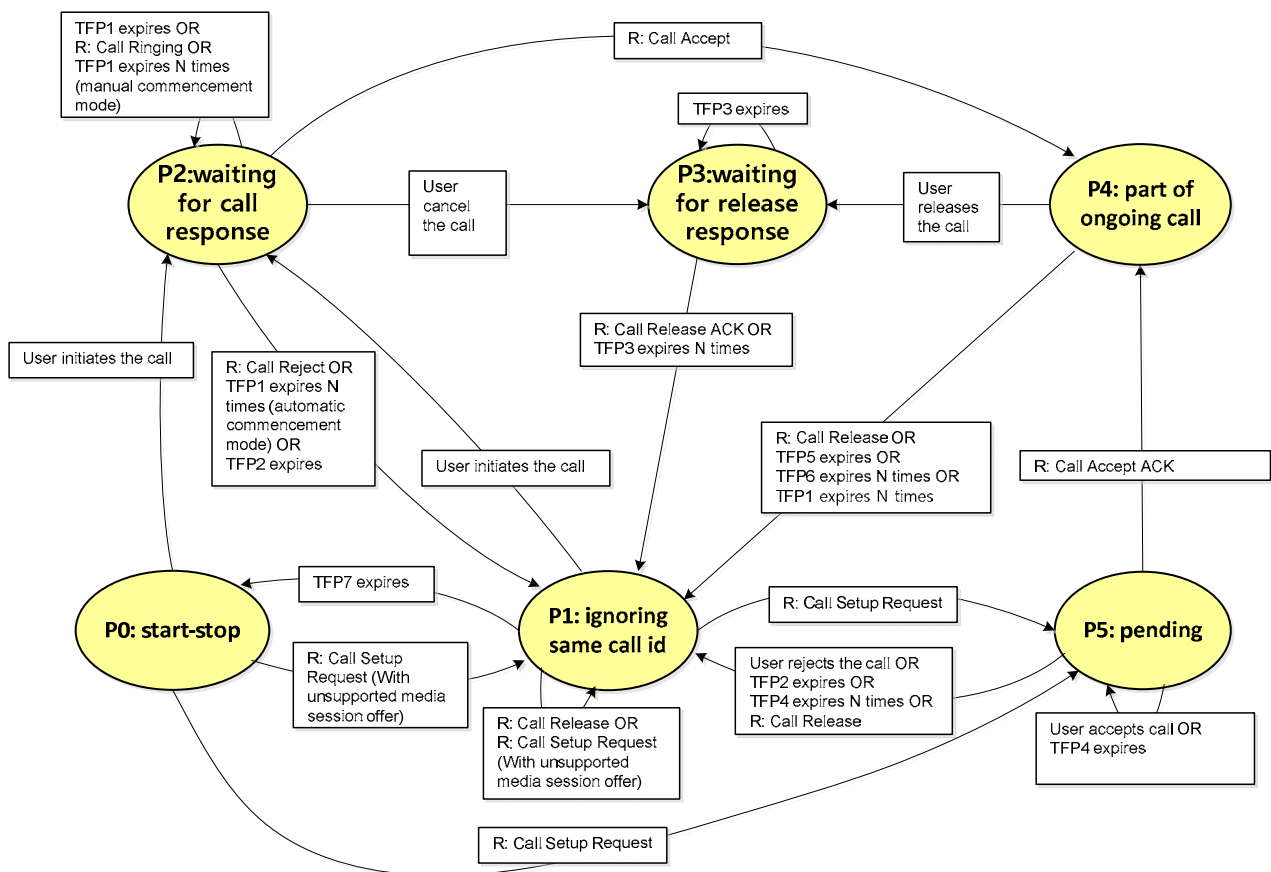 TFP1 expires OR
R: Call Ringing OR
TFP1 expires N times
(manual commencement
mode)
R: Call Accept
TFP3 expires
P2:waiting
for call
response
User
cancel
the call
P3:waiting
for release
response
User
releases
the call
P4: part of
ongoing call
User initiates the call
R: Call Reject OR
TFP1 expires N
times (automatic
commencement
mode) OR
TFP2 expires
R: Call Release ACK OR
TFP3 expires N times
User initiates the call
R: Call Release OR
TFP5 expires OR
TFP6 expires N times OR
TFP1 expires N times
R: Call Accept ACK
P0: start-stop
TFP7 expires
R: Call Setup
Request (With
unsupported media
session offer)
P1: ignoring
same call id
R: Call Setup Request
P5: pending
R: Call Release OR
R: Call Setup Request
(With unsupported
media session offer)
User rejects the call OR
TFP2 expires OR
TFP4 expires N times OR
R: Call Release
User accepts call OR
TFP4 expires
R: Call Setup Request